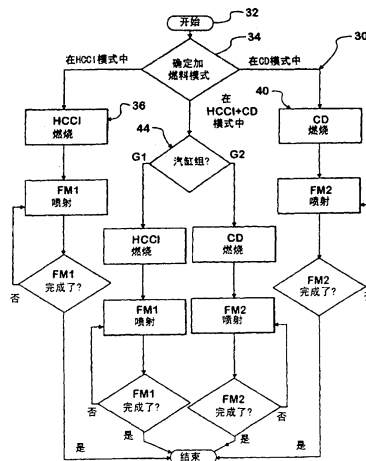 开始
32
34
确定加
燃料模式
30
在HCCI模式中
在CD模式中
在
HCCI+CD
模式中
HCCI
燃烧
36
44
汽缸组?
40
CD
燃烧
G1
G2
FM1
喷射
HCCI
燃烧
CD
燃烧
FM2
喷射
FM1
完成了?
否
FM1
喷射
FM2
喷射
FM2
完成了?
否
FM1
完成了?
否
FM2
完成了?
否
是
是
是
是
结束